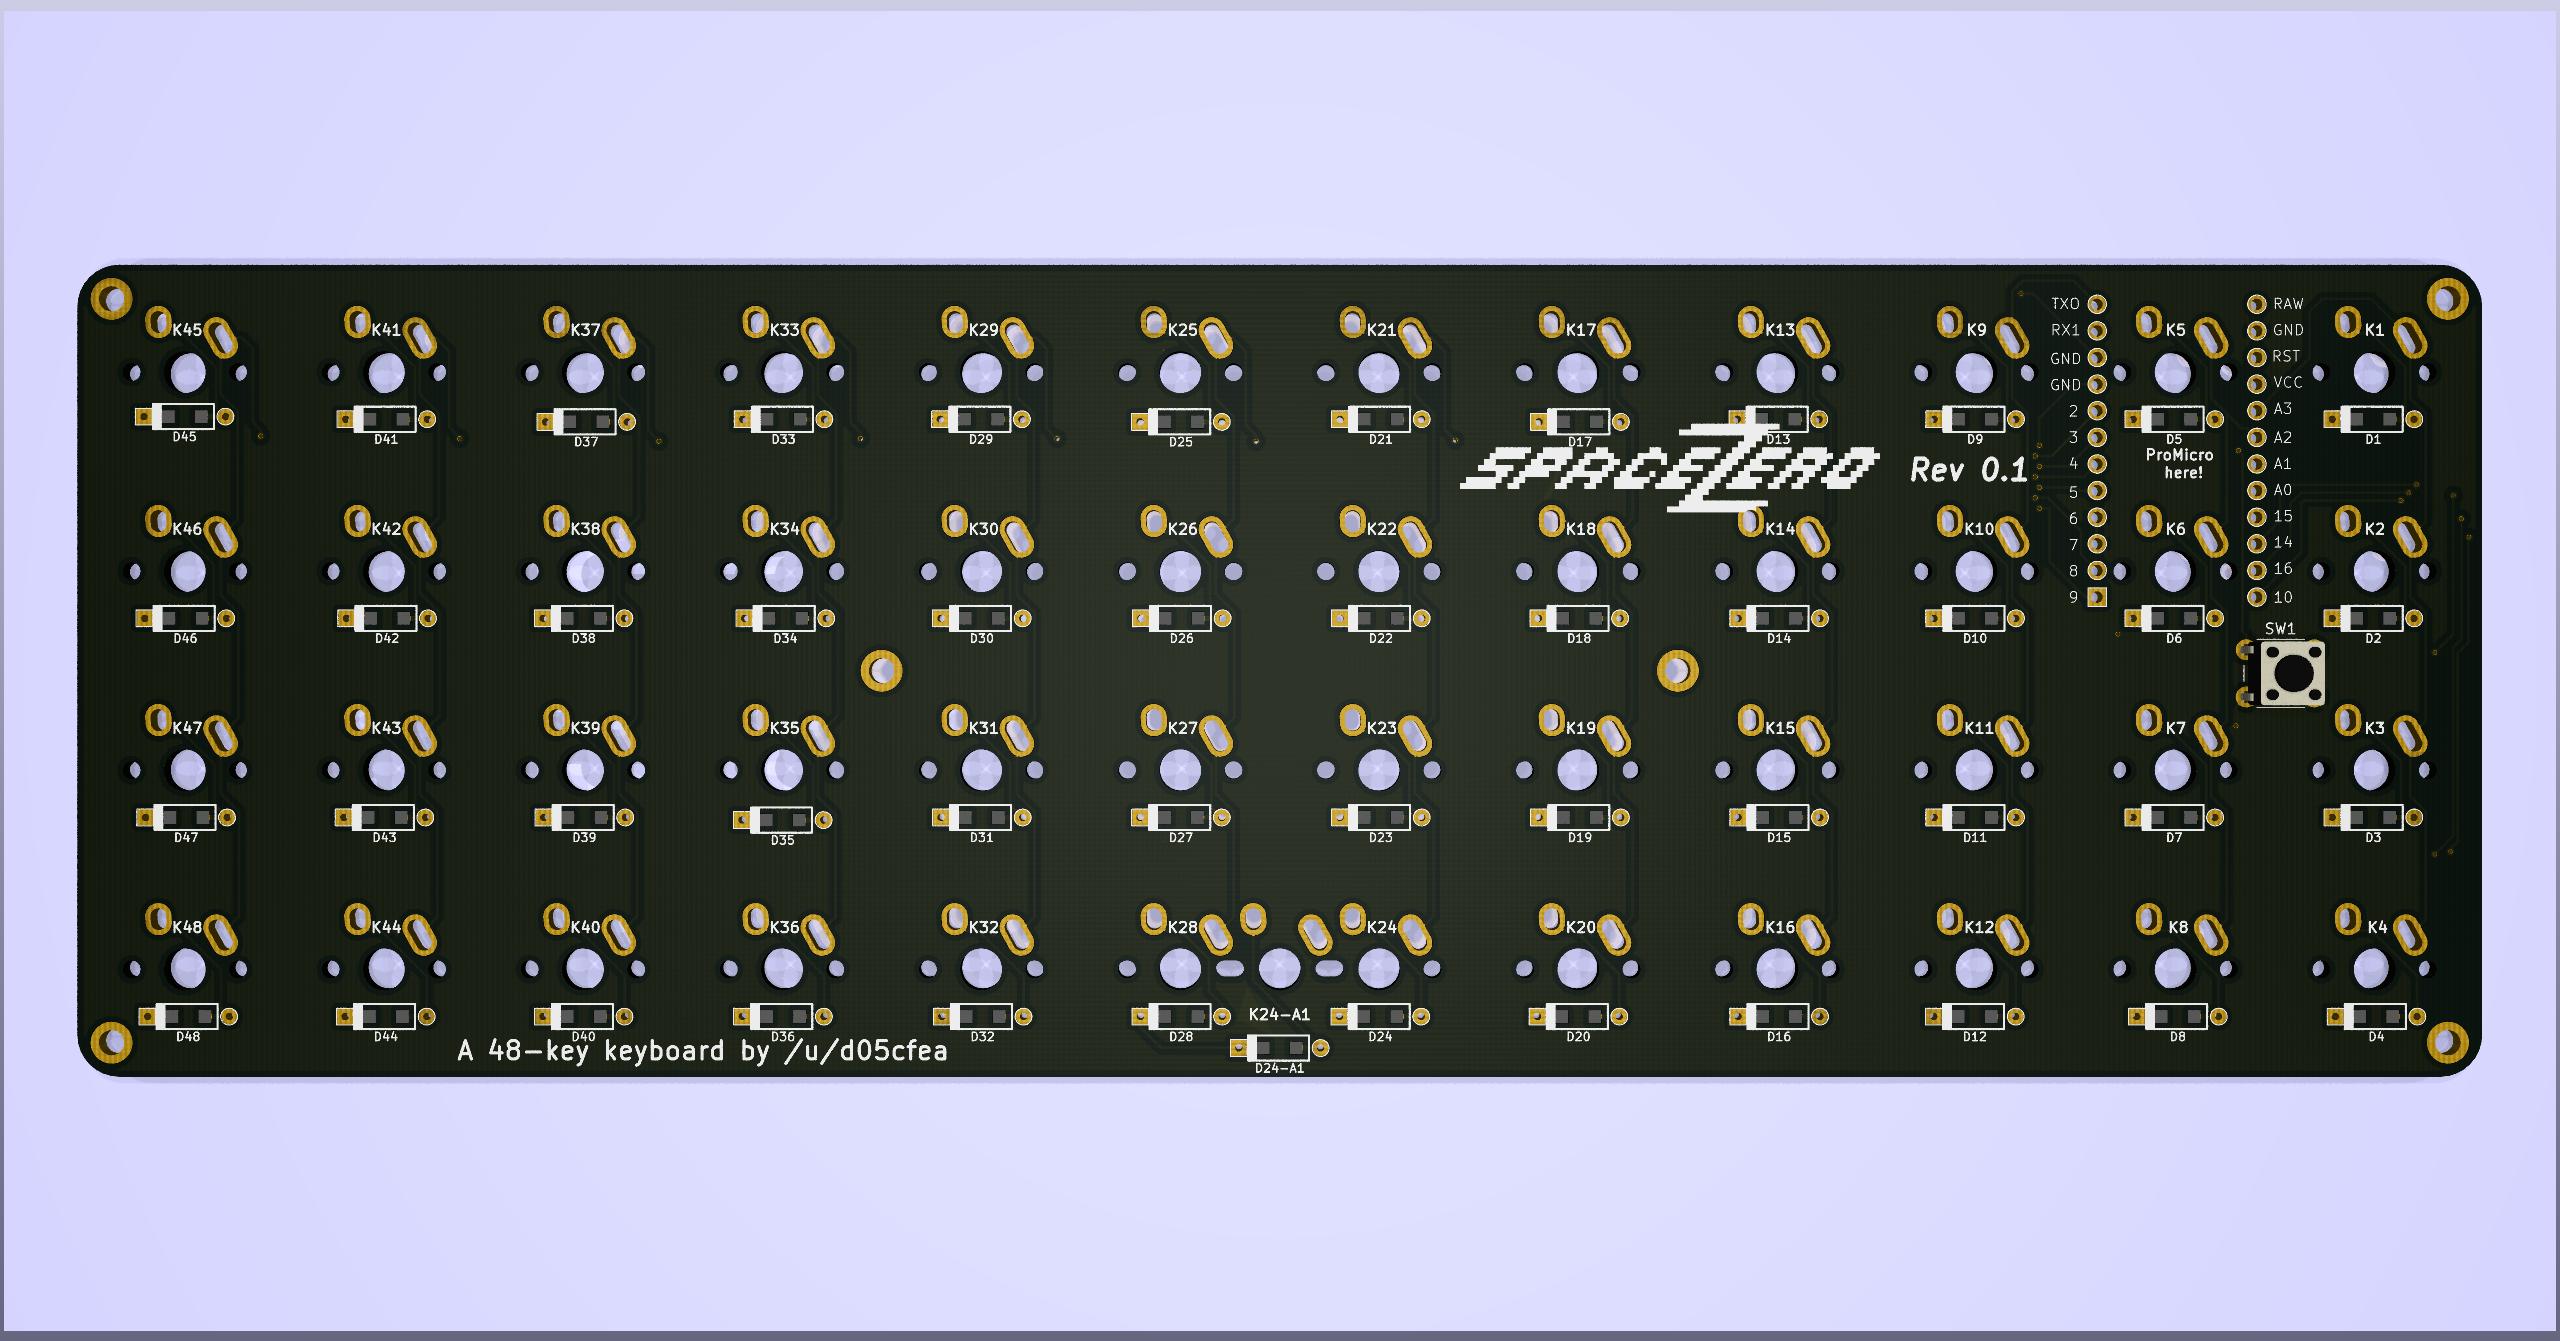 K45 K41 K37 K33 K29 K25 K21 K17 K13 K9 K5 K1
TXO RAW
RX1 GND
GND RST
GND VCC
2 A3
3 A2
4 A1
5 A0
6 15
7 14
8 16
9 10
D45 D41 D37 D33 D29 D25 D21 D17 D13 D9 D5 D1
SPACEZERO Rev 0.1
ProMicro
here!
K46 K42 K38 K34 K30 K26 K22 K18 K14 K10 K6 K2
D46 D42 D38 D34 D30 D26 D22 D18 D14 D10 D6 D2
SW1
K47 K43 K39 K35 K31 K27 K23 K19 K15 K11 K7 K3
D47 D43 D39 D35 D31 D27 D23 D19 D15 D11 D7 D3
K48 K44 K40 K36 K32 K28 K24 K20 K16 K12 K8 K4
K24-A1
D48 D44 D40 D36 D32 D28 D24 D20 D16 D12 D8 D4
A 48-key keyboard by /u/d05cfea
D24-A1